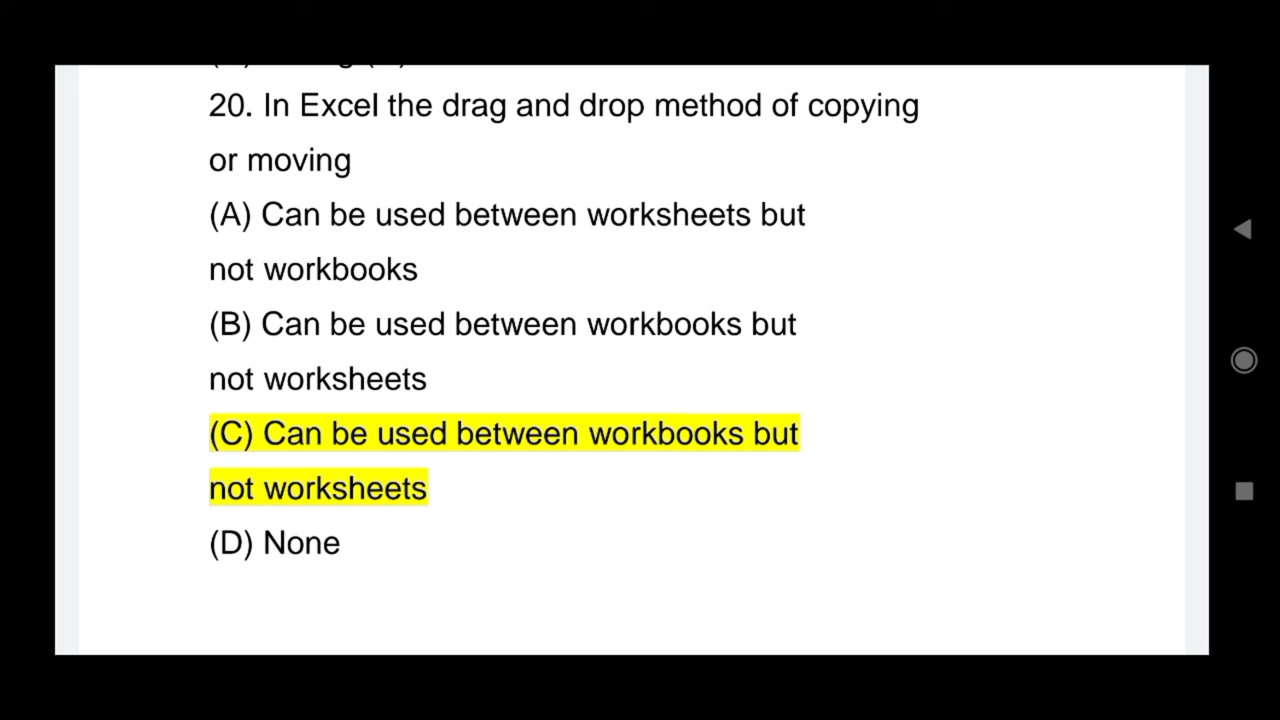 20. In Excel the drag and drop method of copying
or moving
(A) Can be used between worksheets but
not workbooks
(B) Can be used between workbooks but
not worksheets
(C) Can be used between workbooks but
not worksheets
(D) None